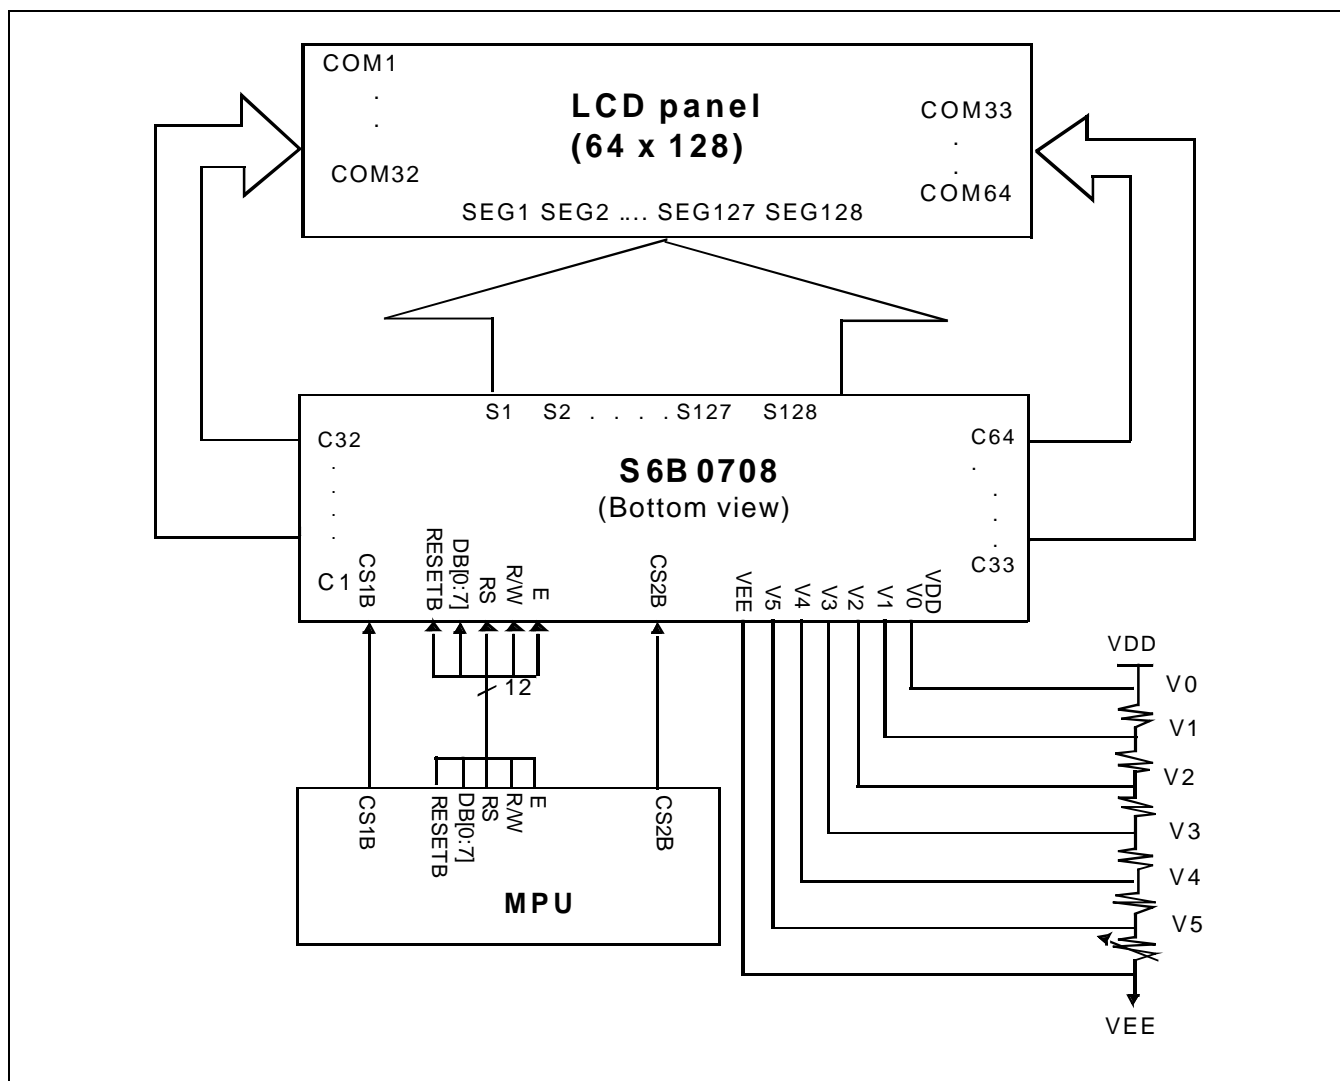 COM1
.
.
COM32
LCD panel
(64 x 128)
COM33
.
.
COM64
SEG1 SEG2 .... SEG127 SEG128
S1 S2 . . . . S127 S128
C32
.
.
.
.
C1
S6B0708
(Bottom view)
C64
.
.
.
.
C33
CS1B
RESETB
DB[0:7]
RS
R/W
E
CS2B
VEE
V5
V4
V3
V2
V1
V0
VDD
12
CS1B
RESETB
DB[0:7]
RS
R/W
E
CS2B
MPU
VDD
V0
V1
V2
V3
V4
V5
VEE